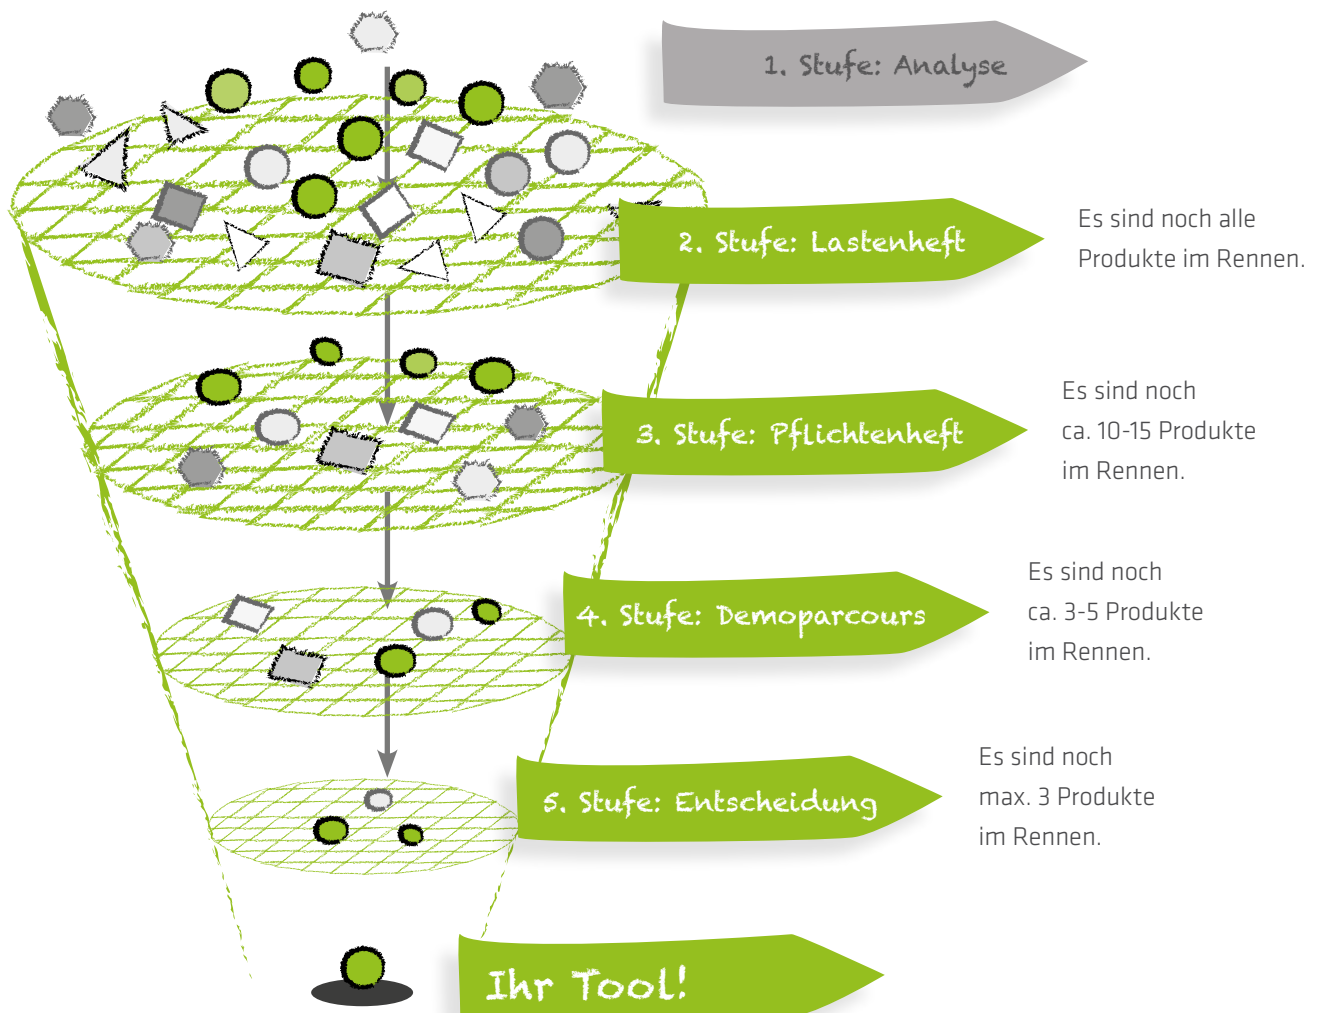 1. Stufe: Analyse
2. Stufe: Lastenheft
Es sind noch alle
Produkte im Rennen.
3. Stufe: Pflichtenheft
Es sind noch
ca. 10-15 Produkte
im Rennen.
4. Stufe: Demoparcours
Es sind noch
ca. 3-5 Produkte
im Rennen.
5. Stufe: Entscheidung
Es sind noch
max. 3 Produkte
im Rennen.
Ihr Tool!